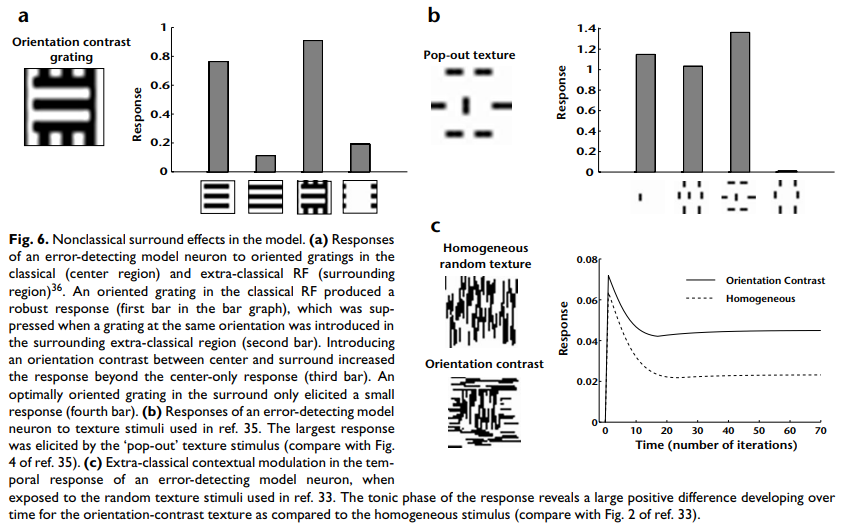 a
Orientation contrast
grating
Response
1
0.8
0.6
0.4
0.2
0
b
Pop-out texture
Response
1.4
1.2
1
0.8
0.6
0.4
0.2
0
Fig. 6. Nonclassical surround effects in the model. (a) Responses
of an error-detecting model neuron to oriented gratings in the
classical (center region) and extra-classical RF (surrounding
region)36. An oriented grating in the classical RF produced a
robust response (first bar in the bar graph), which was sup-
pressed when a grating at the same orientation was introduced in
the surrounding extra-classical region (second bar). Introducing
an orientation contrast between center and surround increased
the response beyond the center-only response (third bar). An
optimally oriented grating in the surround only elicited a small
response (fourth bar). (b) Responses of an error-detecting model
neuron to texture stimuli used in ref. 35. The largest response
was elicited by the ‘pop-out’ texture stimulus (compare with Fig.
4 of ref. 35). (c) Extra-classical contextual modulation in the tem-
poral response of an error-detecting model neuron, when
exposed to the random texture stimuli used in ref. 33. The tonic phase of the response reveals a large positive difference developing over
time for the orientation-contrast texture as compared to the homogeneous stimulus (compare with Fig. 2 of ref. 33).
c
Homogeneous
random texture
Orientation contrast
Response
0.08
0.06
0.04
0.02
0
Orientation Contrast
Homogeneous
0 10 20 30 40 50 60 70
Time (number of iterations)